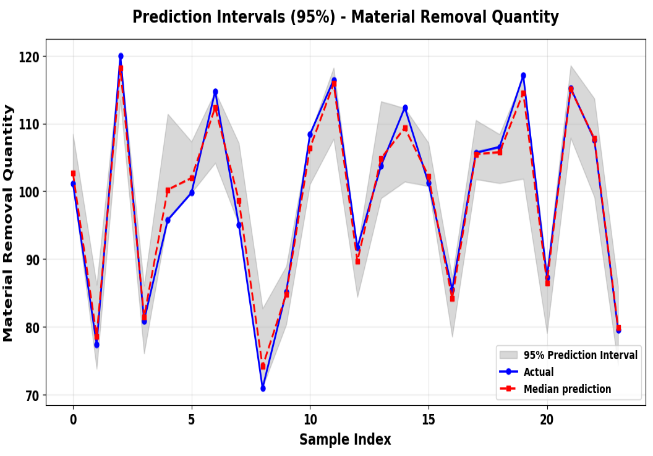 Prediction Intervals (95%) - Material Removal Quantity
Material Removal Quantity
120
110
100
90
80
70
0
5
10
15
20
Sample Index
95% Prediction Interval
Actual
Median prediction